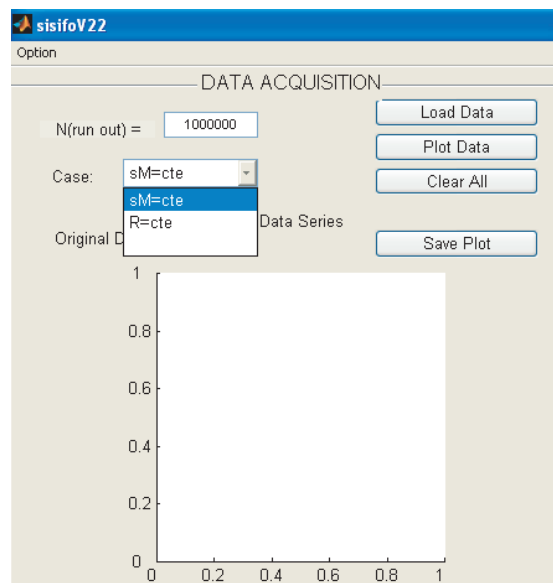 sisifoV22
Option
DATA ACQUISITION
N(run out) = 1000000
Load Data
Plot Data
Case: sM=cte
Clear All
sM=cte
R=cte
Original D Data Series
Save Plot
1
0.8
0.6
0.4
0.2
0
0 0.2 0.4 0.6 0.8 1